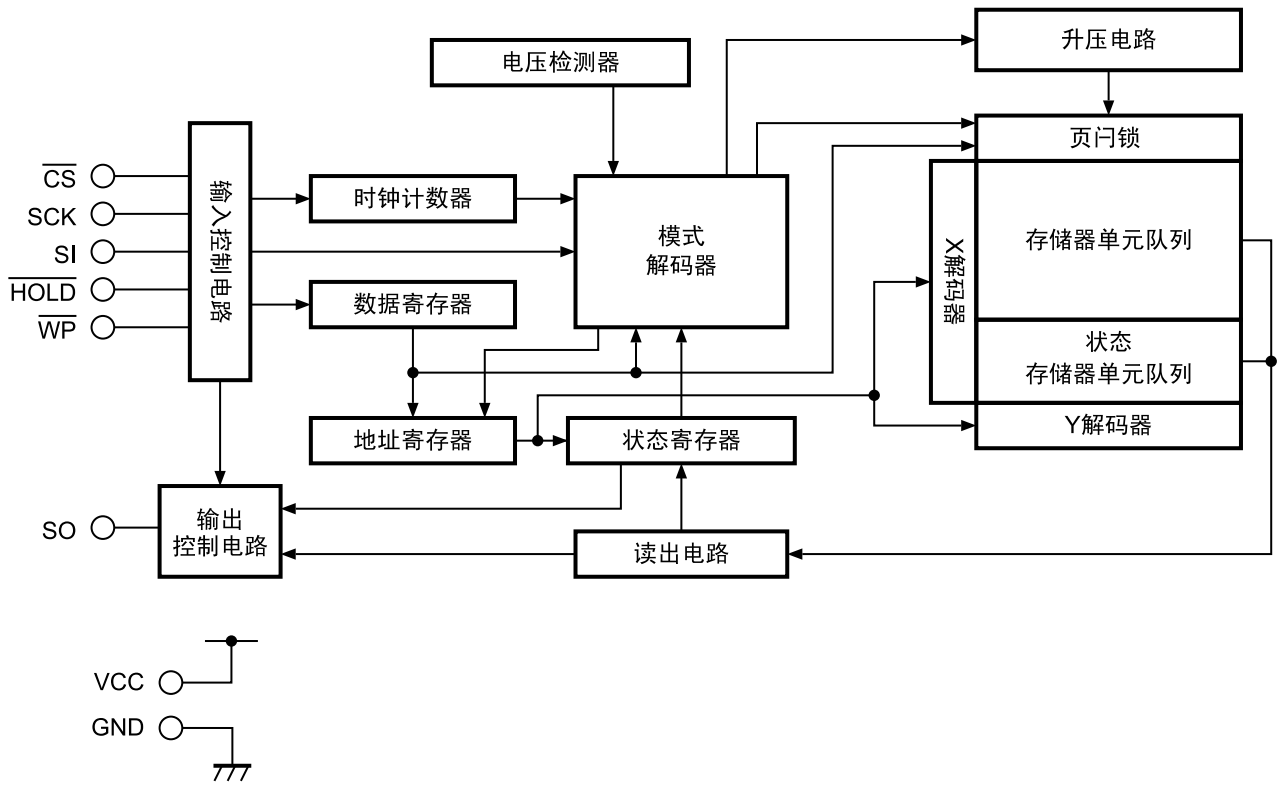 升压电路
电压检测器
页闩锁
CS
SCK
SI
HOLD
WP
输入控制电路
时钟计数器
数据寄存器
模式
解码器
X解码器
存储器单元队列
状态
存储器单元队列
Y解码器
地址寄存器
状态寄存器
SO
输出
控制电路
读出电路
VCC
GND